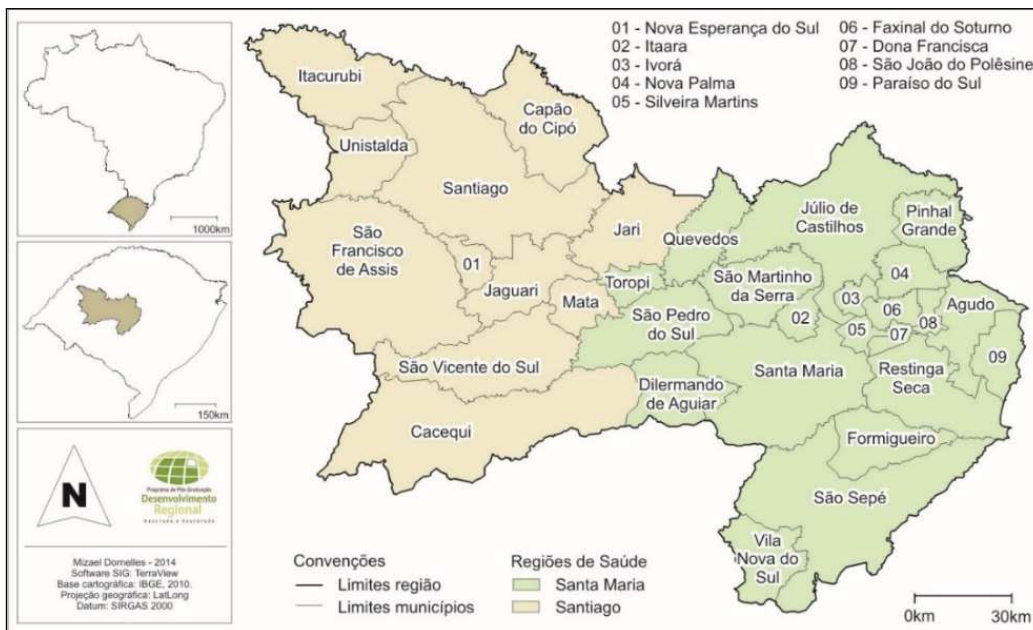 1000km
150km
N
Programa de Pós-Graduação
Desenvolvimento
Regional
MESTRADO E DOUTORADO
Mizael Dornelles - 2014
Software SIG: TerraView
Base cartográfica: IBGE, 2010.
Projeção geográfica: LatLong
Datum: SIRGAS 2000
01 - Nova Esperança do Sul
02 - Itaara
03 - Ivorá
04 - Nova Palma
05 - Silveira Martins
06 - Faxinal do Soturno
07 - Dona Francisca
08 - São João do Polêsine
09 - Paraíso do Sul
Itacurubi
Capão
do Cipó
Unistalda
Santiago
São
Francisco
de Assis
01
Jaguari
Jari
Mata
São Vicente do Sul
Cacequi
Quevedos
Toropi
Júlio de
Castilhos
Pinhal
Grande
São Martinho
da Serra
São Pedro
do Sul
02
03
04
05
06
07
08
Agudo
09
Santa Maria
Restinga
Seca
Dilermando
de Aguiar
Formigueiro
São Sepé
Vila
Nova do
Sul
Convenções
Limites região
Limites municípios
Regiões de Saúde
Santa Maria
Santiago
0km
30km